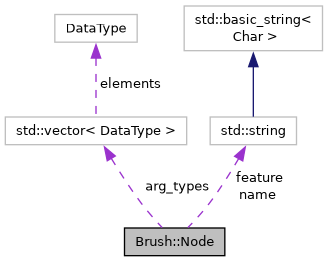 DataType
std::basic_string<
Char >
elements
std::vector< DataType >
std::string
arg_types
feature
name
Brush::Node